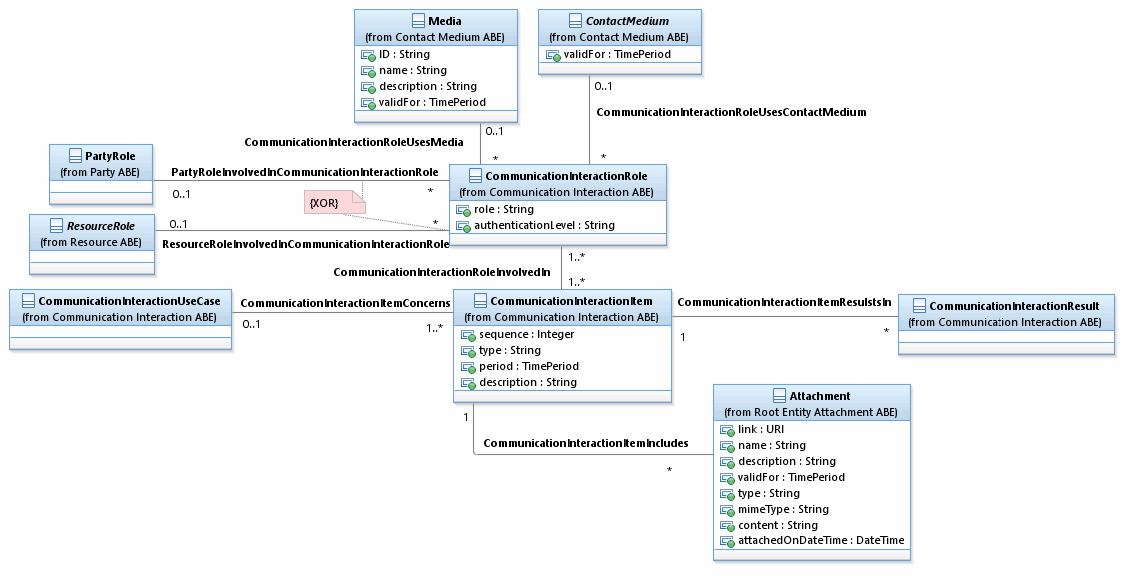 Media
(from Contact Medium ABE)
ID : String
name : String
description : String
validFor : TimePeriod
ContactMedium
(from Contact Medium ABE)
validFor : TimePeriod
0..1
CommunicationInteractionRoleUsesContactMedium
*
0..1
CommunicationInteractionRoleUsesMedia
*
PartyRole
(from Party ABE)
PartyRoleInvolvedInCommunicationInteractionRole
0..1
*
{XOR}
CommunicationInteractionRole
(from Communication Interaction ABE)
role : String
authenticationLevel : String
ResourceRole
(from Resource ABE)
0..1
*
ResourceRoleInvolvedInCommunicationInteractionRole
1..*
CommunicationInteractionRoleInvolvedIn
1..*
CommunicationInteractionUseCase
(from Communication Interaction ABE)
CommunicationInteractionItemConcerns
0..1
1..*
CommunicationInteractionItem
(from Communication Interaction ABE)
sequence : Integer
type : String
period : TimePeriod
description : String
CommunicationInteractionItemResulstsIn
1
*
CommunicationInteractionResult
(from Communication Interaction ABE)
1
CommunicationInteractionItemIncludes
*
Attachment
(from Root Entity Attachment ABE)
link : URI
name : String
description : String
validFor : TimePeriod
type : String
mimeType : String
content : String
attachedOnDateTime : DateTime